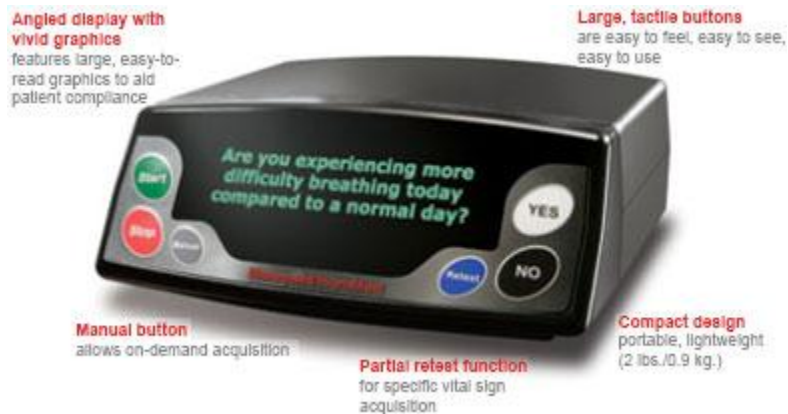 Angled display with
vivid graphics
features large, easy-to-
read graphics to aid
patient compliance
Large, tactile buttons
are easy to feel, easy to see,
easy to use
Are you experiencing more
difficulty breathing today
compared to a normal day?
Start
Stop
YES
NO
Retest
Manual button
allows on-demand acquisition
Partial retest function
for specific vital sign
acquisition
Compact design
portable, lightweight
(2 lbs./0.9 kg.)